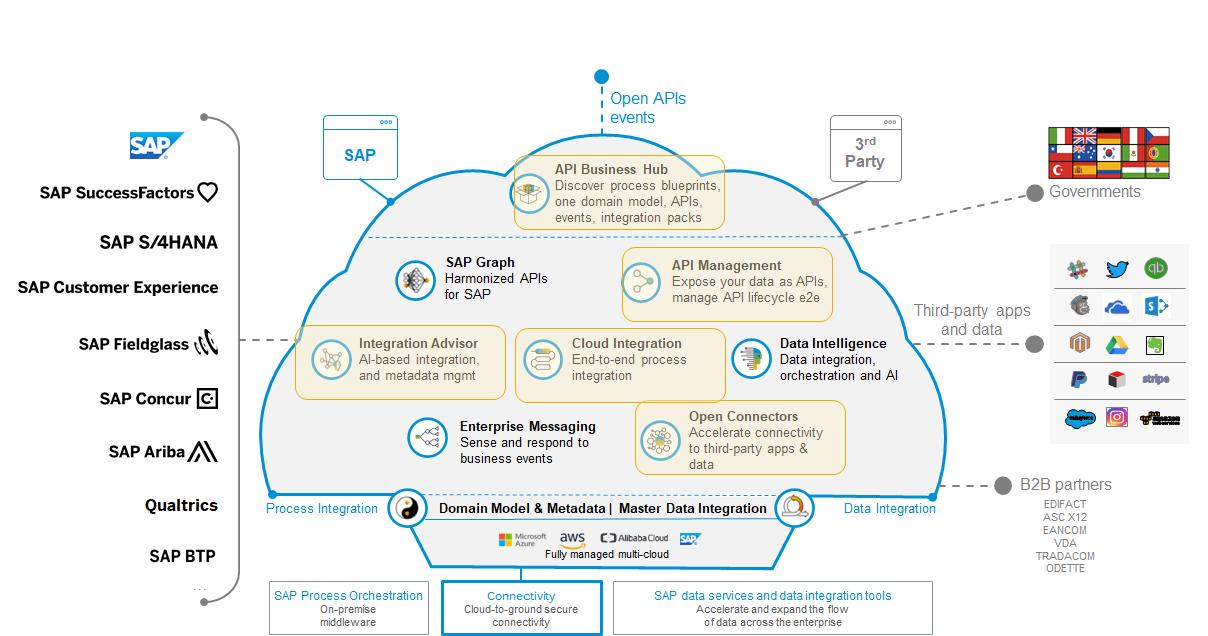 Open APIs
events
SAP
SAP SuccessFactors
SAP S/4HANA
SAP Customer Experience
SAP Fieldglass
SAP Concur
SAP Ariba
Qualtrics
SAP BTP
...
SAP
3rd
Party
API Business Hub
Discover process blueprints,
one domain model, APIs,
events, integration packs
SAP Graph
Harmonized APIs
for SAP
API Management
Expose your data as APIs,
manage API lifecycle e2e
Integration Advisor
AI-based integration,
and metadata mgmt
Cloud Integration
End-to-end process
integration
Data Intelligence
Data integration,
orchestration and AI
Enterprise Messaging
Sense and respond to
business events
Open Connectors
Accelerate connectivity
to third-party apps &
data
Process Integration
Domain Model & Metadata | Master Data Integration
Data Integration
Microsoft
Azure
aws
Alibaba Cloud
SAP
Fully managed multi-cloud
SAP Process Orchestration
On-premise
middleware
Connectivity
Cloud-to-ground secure
connectivity
SAP data services and data integration tools
Accelerate and expand the flow
of data across the enterprise
Governments
Third-party apps
and data
qb
S
stripe
salesforce
amazon
webservices
B2B partners
EDIFACT
ASC X12
EANCOM
VDA
TRADACOM
ODETTE